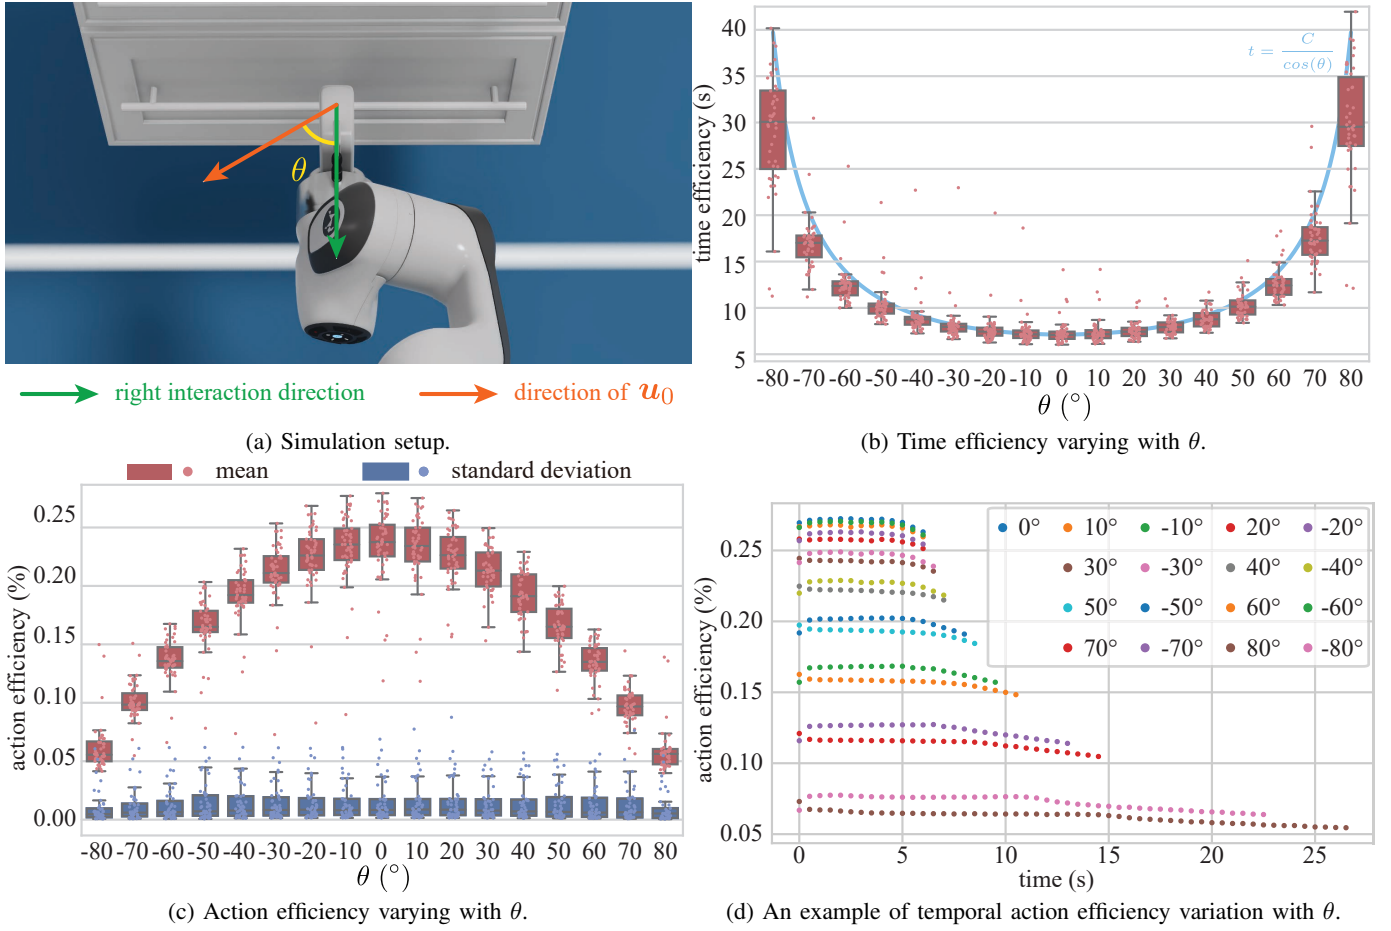 θ
right interaction direction
direction of u₀
(a) Simulation setup.
time efficiency (s)
40
35
30
25
20
15
10
5
t = C / cos(θ)
-80 -70 -60 -50 -40 -30 -20 -10 0 10 20 30 40 50 60 70 80
θ (°)
(b) Time efficiency varying with θ.
mean
standard deviation
action efficiency (%)
0.25
0.20
0.15
0.10
0.05
0.00
-80 -70 -60 -50 -40 -30 -20 -10 0 10 20 30 40 50 60 70 80
θ (°)
(c) Action efficiency varying with θ.
action efficiency (%)
0.25
0.20
0.15
0.10
0.05
0° 10° -10° 20° -20°
30° -30° 40° -40°
50° -50° 60° -60°
70° -70° 80° -80°
0 5 10 15 20 25
time (s)
(d) An example of temporal action efficiency variation with θ.